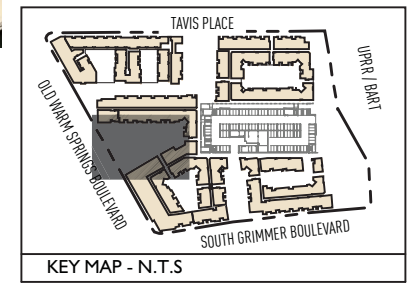 TAVIS PLACE
UPRR / BART
OLD WARM SPRINGS BOULEVARD
SOUTH GRIMMER BOULEVARD
KEY MAP - N.T.S